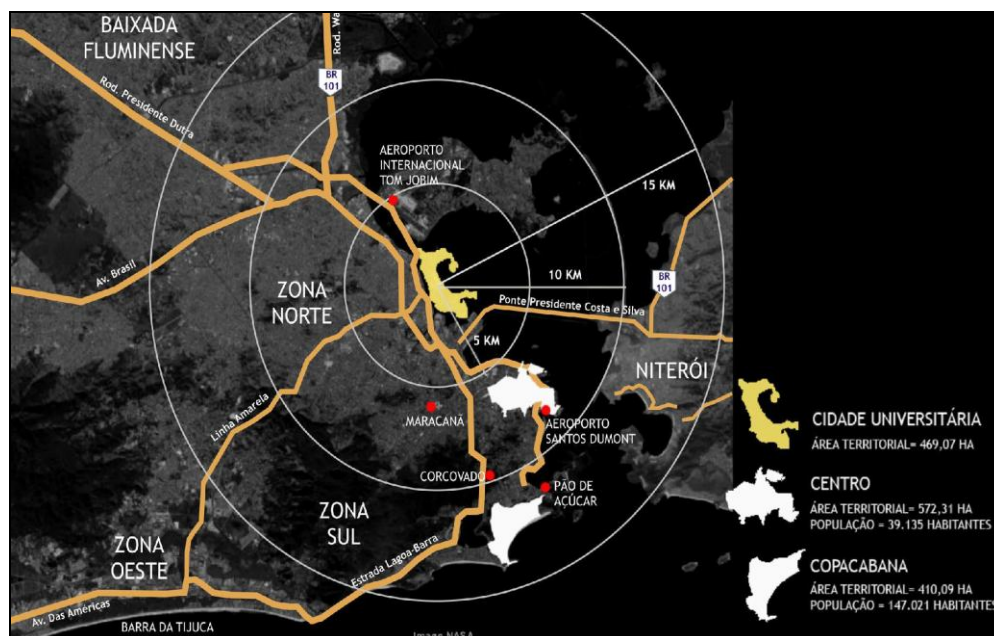 BAIXADA
FLUMINENSE
Rod. Presidente Dutra
BR
101
AEROPORTO
INTERNACIONAL
TOM JOBIM
15 KM
10 KM
BR
101
Av. Brasil
ZONA
NORTE
Ponte Presidente Costa e Silva
5 KM
NITERÓI
Linha Amarela
MARACANÃ
AEROPORTO
SANTOS DUMONT
CORCOVADO
PÃO DE
AÇÚCAR
ZONA
SUL
ZONA
OESTE
Estrada Lagoa-Barra
Av. Das Américas
BARRA DA TIJUCA
CIDADE UNIVERSITÁRIA
ÁREA TERRITORIAL= 469,07 HA
CENTRO
ÁREA TERRITORIAL= 572,31 HA
POPULAÇÃO = 39.135 HABITANTES
COPACABANA
ÁREA TERRITORIAL= 410,09 HA
POPULAÇÃO = 147.021 HABITANTES